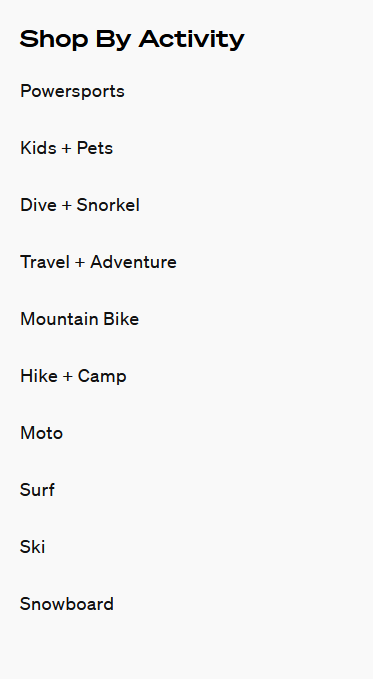 Shop By Activity
Powersports
Kids + Pets
Dive + Snorkel
Travel + Adventure
Mountain Bike
Hike + Camp
Moto
Surf
Ski
Snowboard